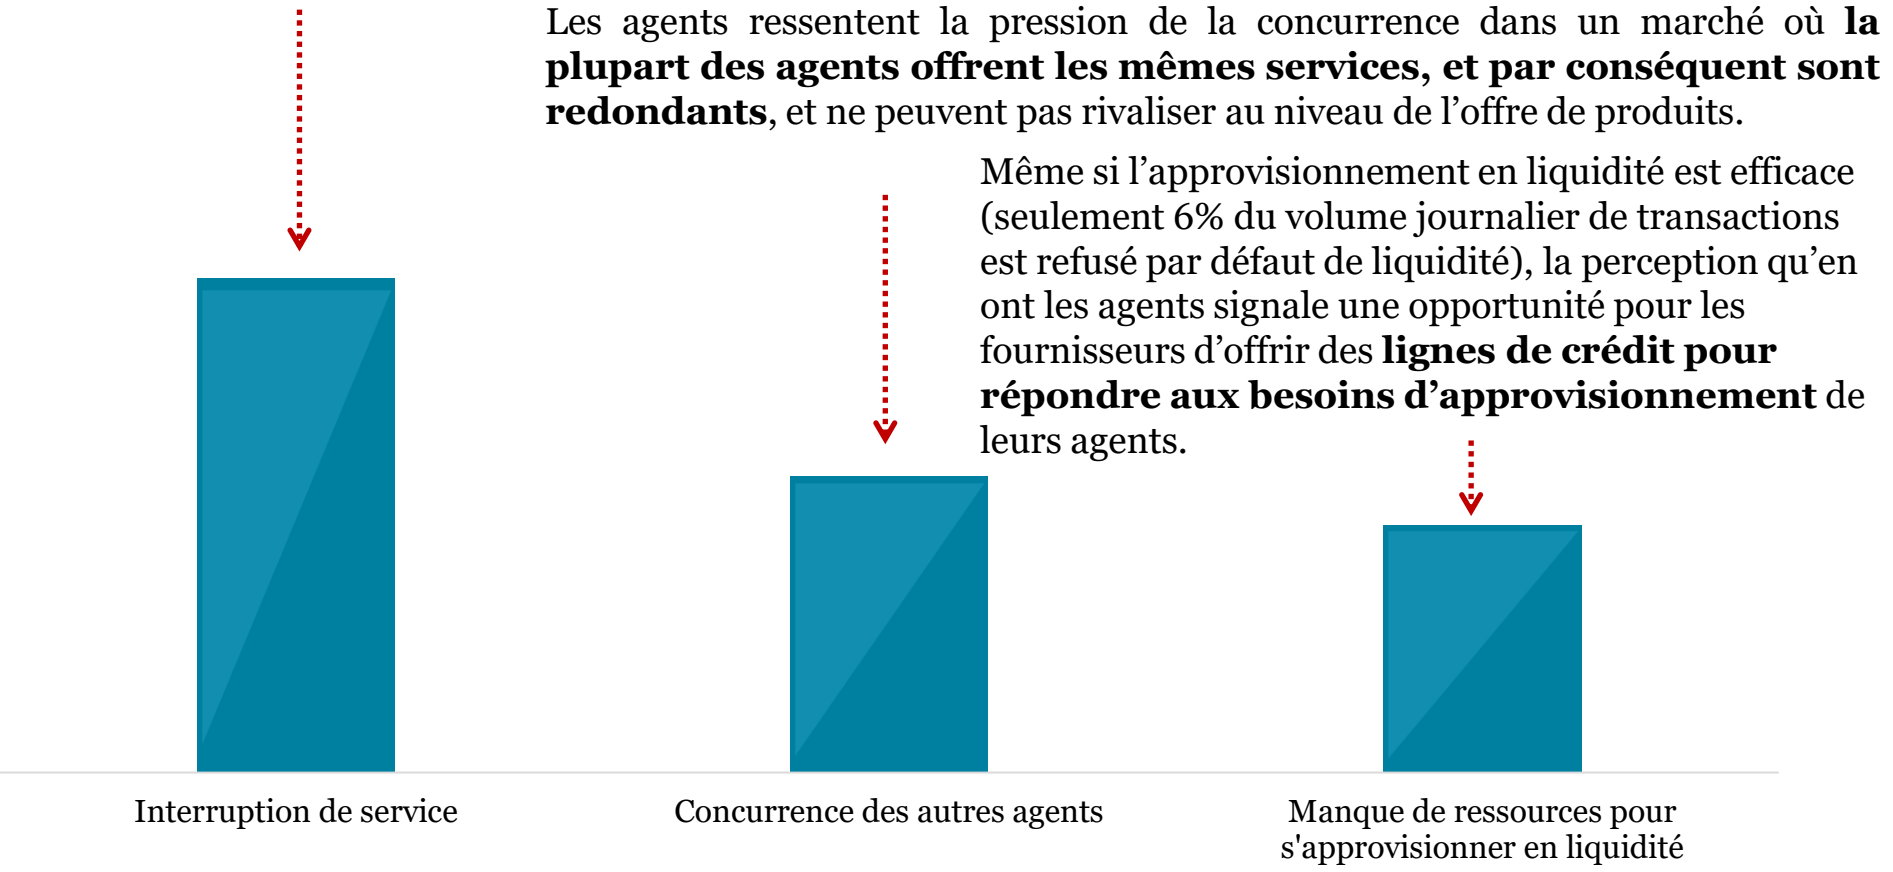 Les agents ressentent la pression de la concurrence dans un marché où la
plupart des agents offrent les mêmes services, et par conséquent sont
redondants, et ne peuvent pas rivaliser au niveau de l’offre de produits.
Même si l’approvisionnement en liquidité est efficace
(seulement 6% du volume journalier de transactions
est refusé par défaut de liquidité), la perception qu’en
ont les agents signale une opportunité pour les
fournisseurs d’offrir des lignes de crédit pour
répondre aux besoins d’approvisionnement de
leurs agents.
Interruption de service
Concurrence des autres agents
Manque de ressources pour
s'approvisionner en liquidité